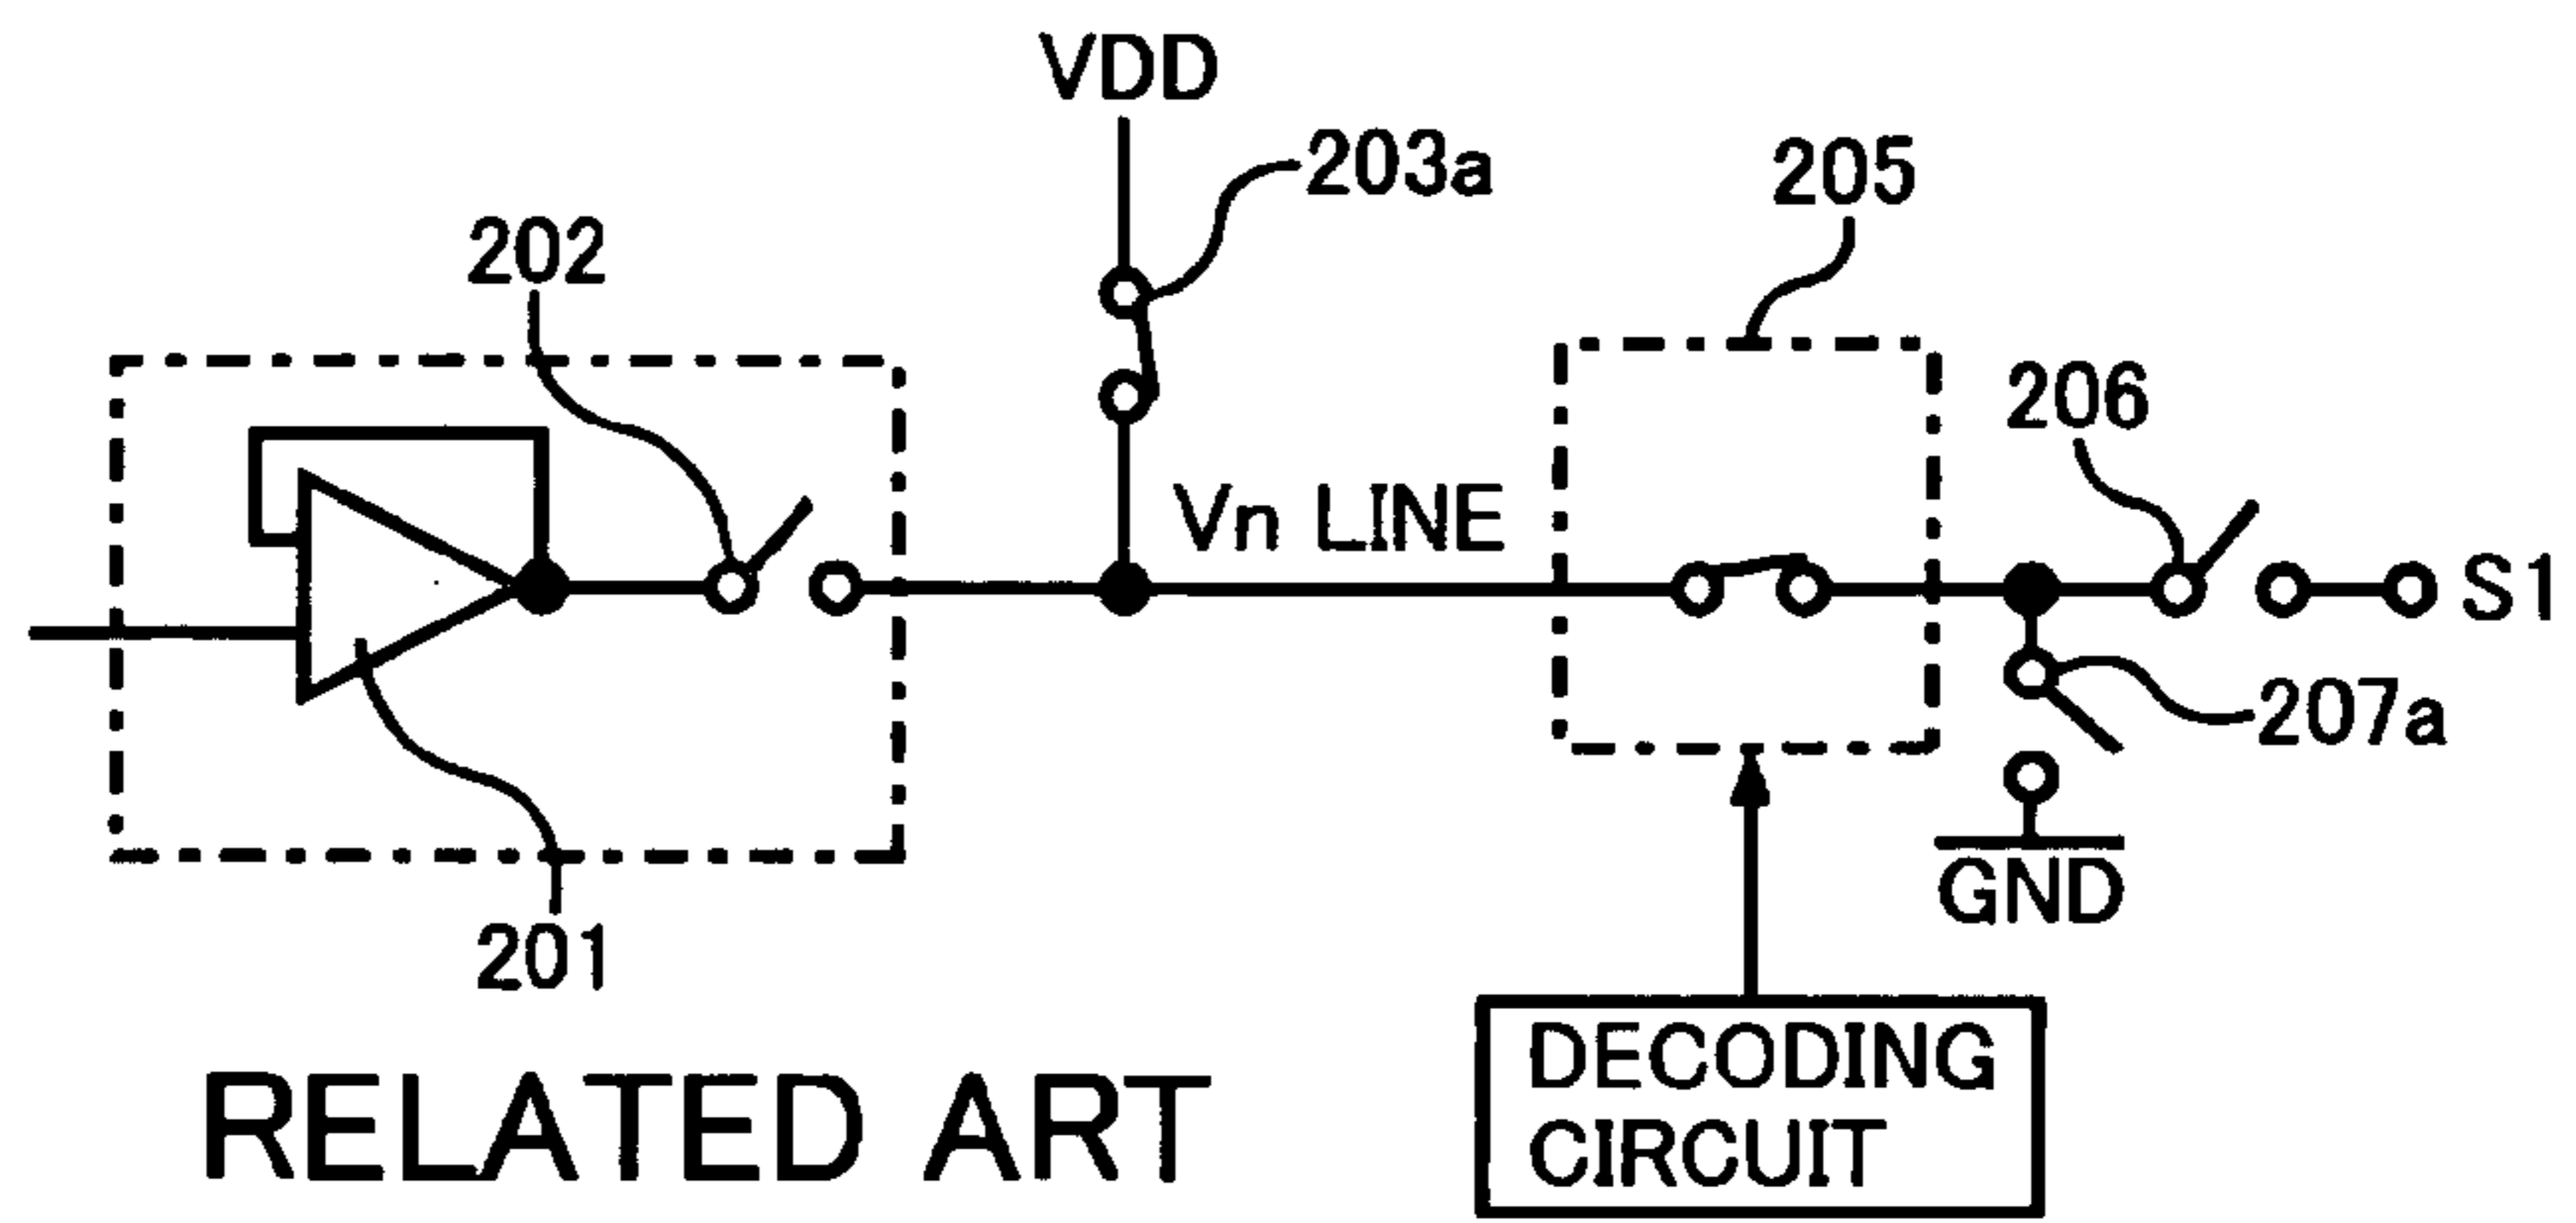 VDD
203a
205
202
206
Vn LINE
S1
207a
GND
201
DECODING
CIRCUIT
RELATED ART